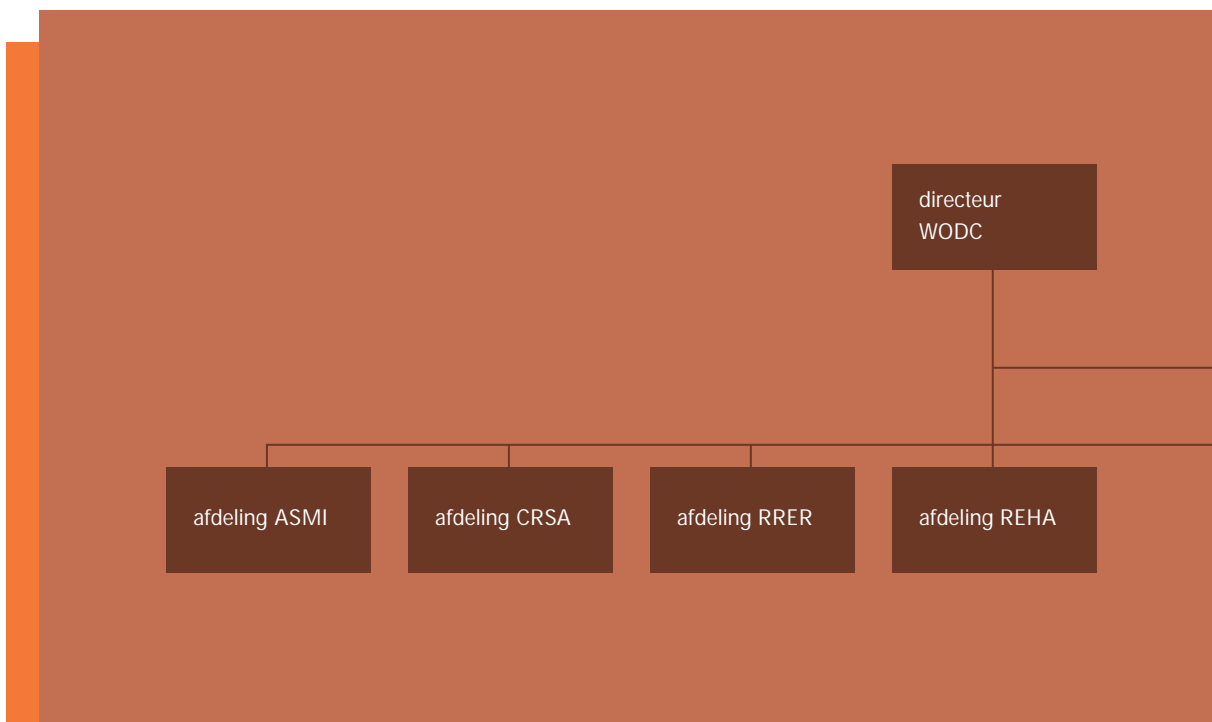 directeur
WODC
afdeling ASMI
afdeling CRSA
afdeling RRER
afdeling REHA